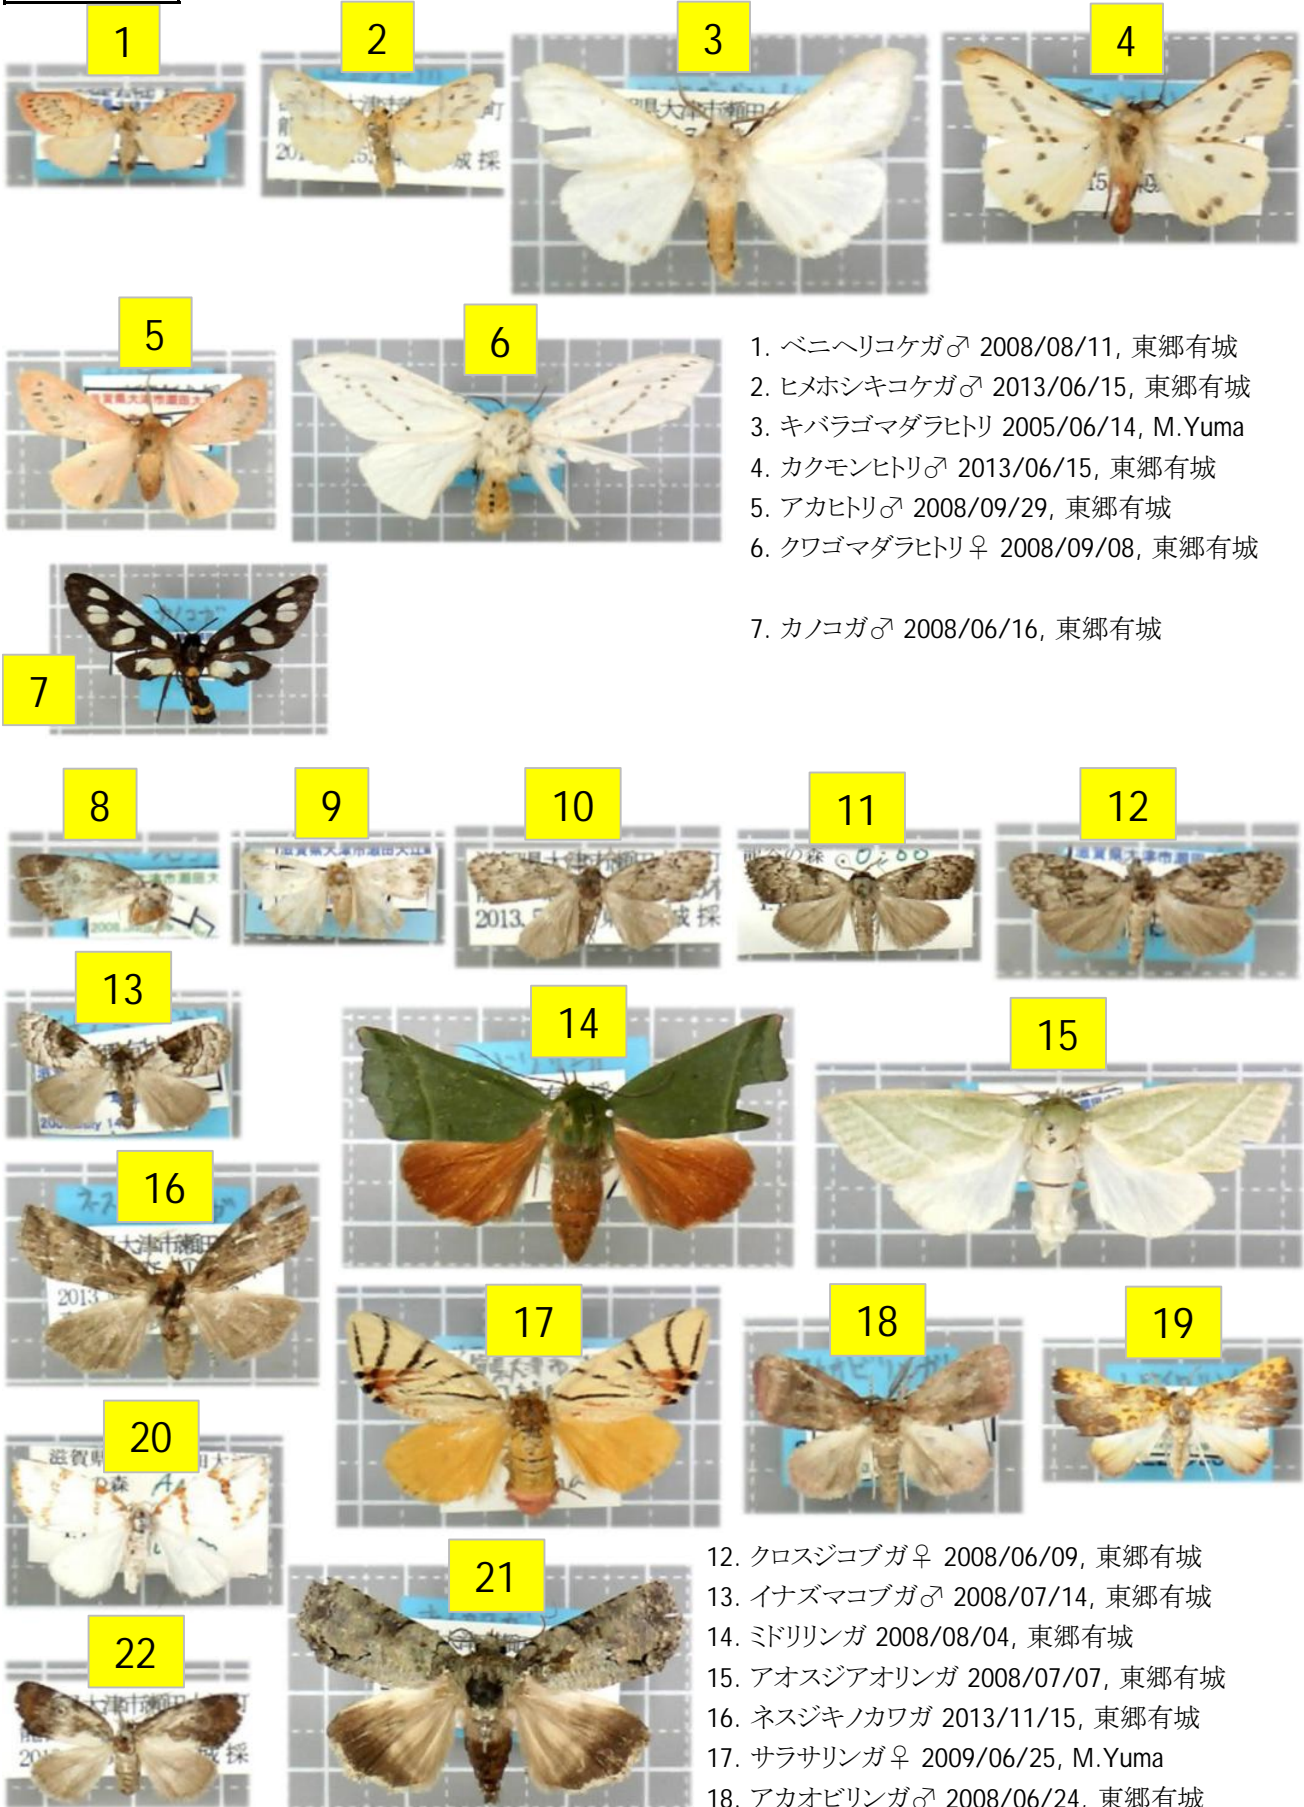 1
2
3
4
5
6
1. ベニヘリコケガ♂ 2008/08/11, 東郷有城
2. ヒメホシキコケガ♂ 2013/06/15, 東郷有城
3. キバラゴマダラヒトリ 2005/06/14, M.Yuma
4. カクモンヒトリ♂ 2013/06/15, 東郷有城
5. アカヒトリ♂ 2008/09/29, 東郷有城
6. クワゴマダラヒトリ♀ 2008/09/08, 東郷有城
7. カノコガ♂ 2008/06/16, 東郷有城
7
8
9
10
11
12
13
14
15
16
17
18
19
20
21
22
12. クロスジコブガ♀ 2008/06/09, 東郷有城
13. イナズマコブガ♂ 2008/07/14, 東郷有城
14. ミドリリンガ 2008/08/04, 東郷有城
15. アオスジアオリンガ 2008/07/07, 東郷有城
16. ネスジキノカワガ 2013/11/15, 東郷有城
17. サラサリンガ♀ 2009/06/25, M.Yuma
18. アカオビリンガ♂ 2008/06/24, 東郷有城